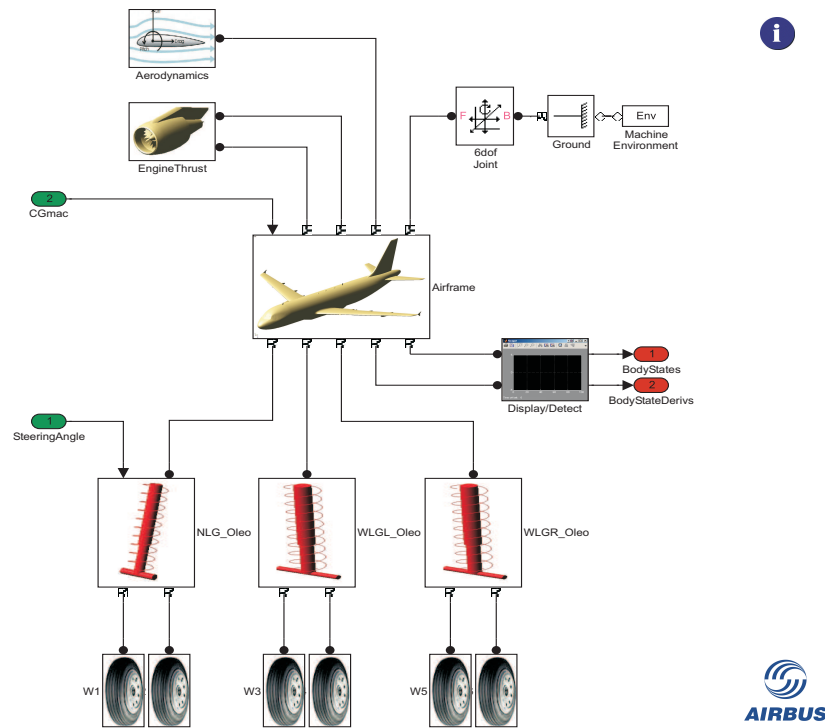 Aerodynamics
i
F
B
Env
6dof
Joint
Ground
Machine
Environment
EngineThrust
2
CGmac
Airframe
1
BodyStates
2
BodyStateDerivs
Display/Detect
1
SteeringAngle
NLG_Oleo
WLGL_Oleo
WLGR_Oleo
W1
W3
W5
AIRBUS